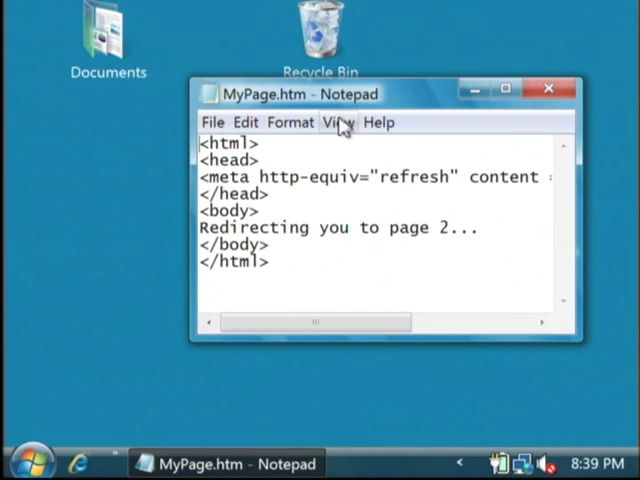 Documents
Recycle Bin
MyPage.htm - Notepad
File Edit Format View Help
<html>
<head>
<meta http-equiv="refresh" content =
</head>
<body>
Redirecting you to page 2...
</body>
</html>
MyPage.htm - Notepad
8:39 PM